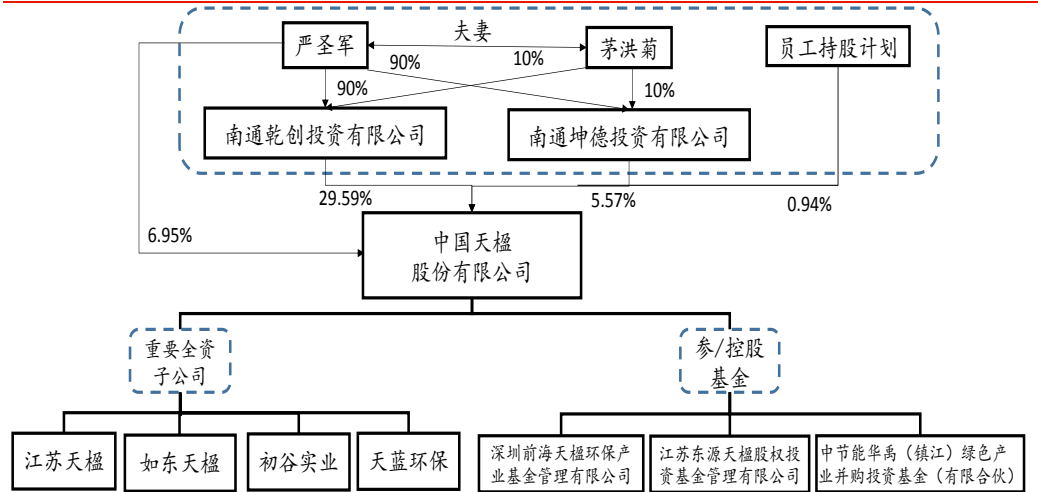 夫妻
严圣军
茅洪菊
员工持股计划
90%
10%
90%
10%
南通乾创投资有限公司
南通坤德投资有限公司
29.59%
5.57%
0.94%
6.95%
中国天楹
股份有限公司
重要全资
子公司
参/控股
基金
江苏天楹
如东天楹
初谷实业
天蓝环保
深圳前海天楹环保产
业基金管理有限公司
江苏东源天楹股权投
资基金管理有限公司
中节能华禹（镇江）绿色产
业并购投资基金（有限合伙）